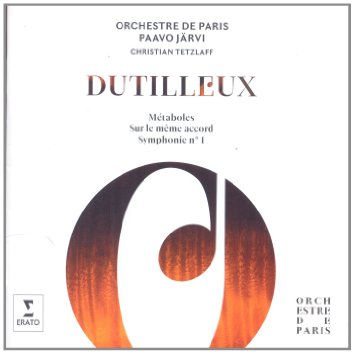 ORCHESTRE DE PARIS
PAAVO JÄRVI
CHRISTIAN TETZLAFF
DUTILLEUX
Métaboles
Sur le même accord
Symphonie n° 1
ERATO
ORCH
ESTRE
D E
PARIS